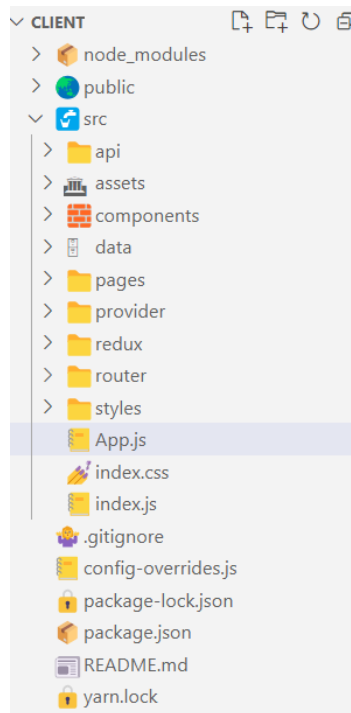 CLIENT
node_modules
public
src
api
assets
components
data
pages
provider
redux
router
styles
App.js
index.css
index.js
.gitignore
config-overrides.js
package-lock.json
package.json
README.md
yarn.lock